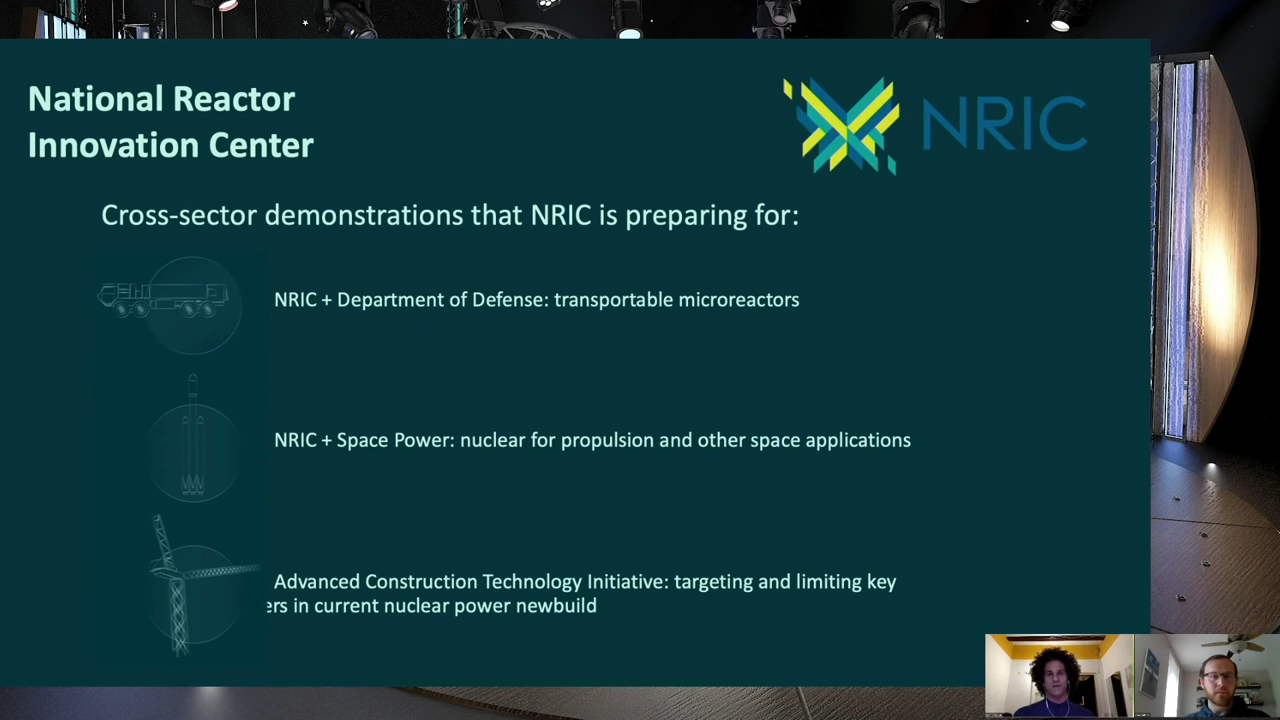 National Reactor
Innovation Center
NRIC
Cross-sector demonstrations that NRIC is preparing for:
NRIC + Department of Defense: transportable microreactors
NRIC + Space Power: nuclear for propulsion and other space applications
Advanced Construction Technology Initiative: targeting and limiting key
ers in current nuclear power newbuild